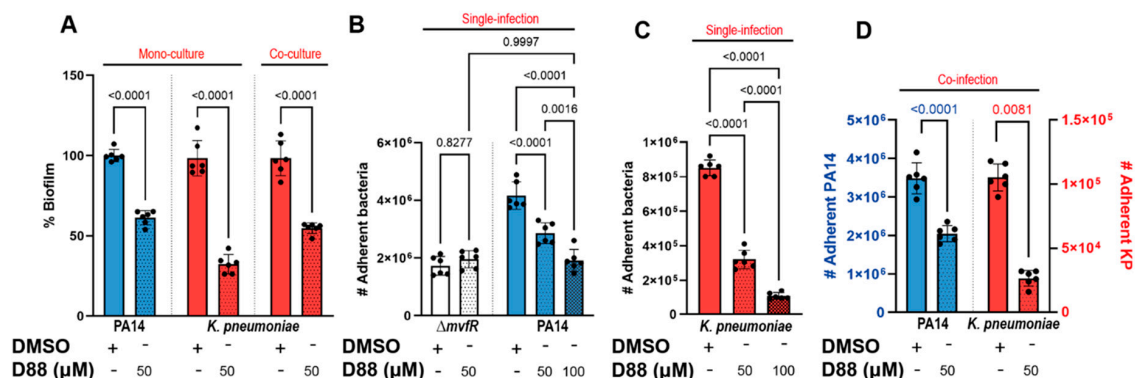 A
Mono-culture Co-culture
<0.0001 <0.0001 <0.0001
% Biofilm
150
100
50
0
PA14 K. pneumoniae
DMSO + - + - + -
D88 (µM) - 50 - 50 - 50
B
Single-infection
0.9997
<0.0001
0.0016
0.8277 <0.0001
# Adherent bacteria
6×10⁶
4×10⁶
2×10⁶
0
ΔmvfR PA14
+ - + - -
- 50 - 50 100
C
Single-infection
<0.0001
<0.0001
<0.0001
# Adherent bacteria
1×10⁶
8×10⁵
6×10⁵
4×10⁵
2×10⁵
0
K. pneumoniae
DMSO + - -
D88 (µM) - 50 100
D
Co-infection
<0.0001 0.0081
# Adherent PA14
5×10⁶
4×10⁶
3×10⁶
2×10⁶
1×10⁶
0
1.5×10⁵
1×10⁵
5×10⁴
0
# Adherent KP
PA14 K. pneumoniae
DMSO + - + -
D88 (µM) - 50 - 50